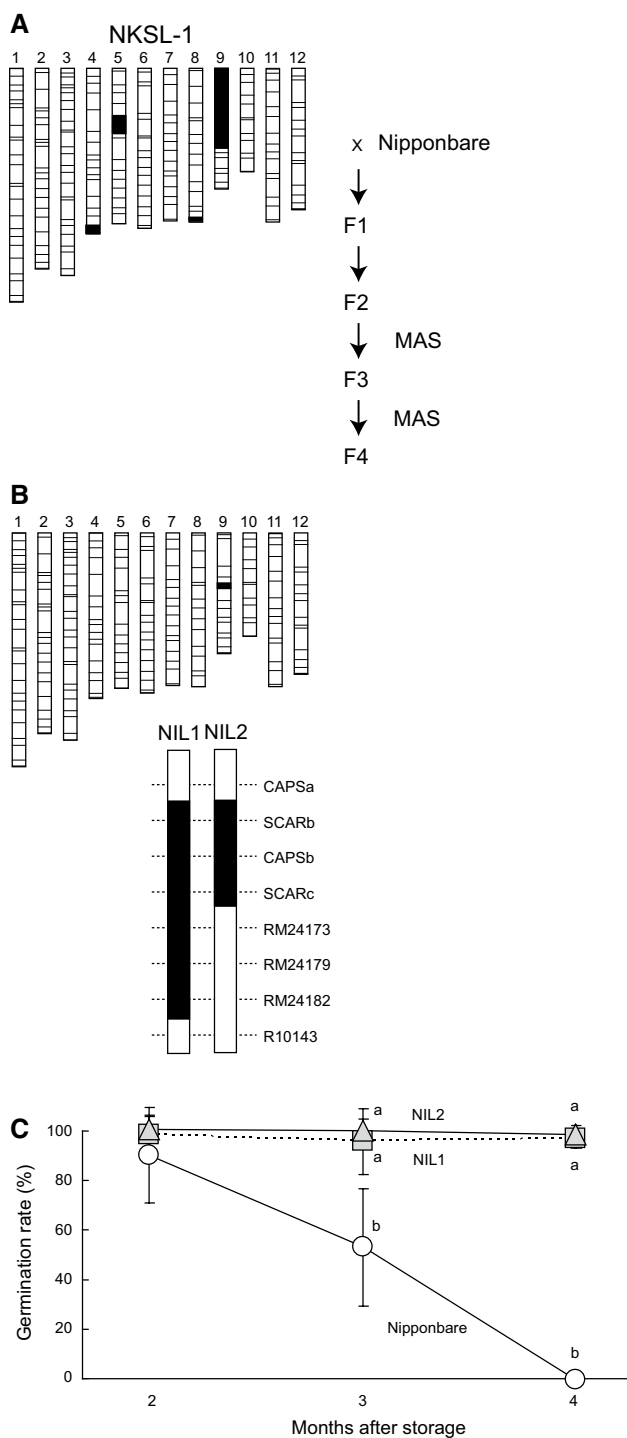 A
NKSL-1
1 2 3 4 5 6 7 8 9 10 11 12
x Nipponbare
F1
F2
MAS
F3
MAS
F4
B
1 2 3 4 5 6 7 8 9 10 11 12
NIL1 NIL2
CAPSa
SCARb
CAPSb
SCARc
RM24173
RM24179
RM24182
R10143
C
Germination rate (%)
100
80
60
40
20
0
a
NIL2
a
a
NIL1
a
b
Nipponbare
b
2 3 4
Months after storage